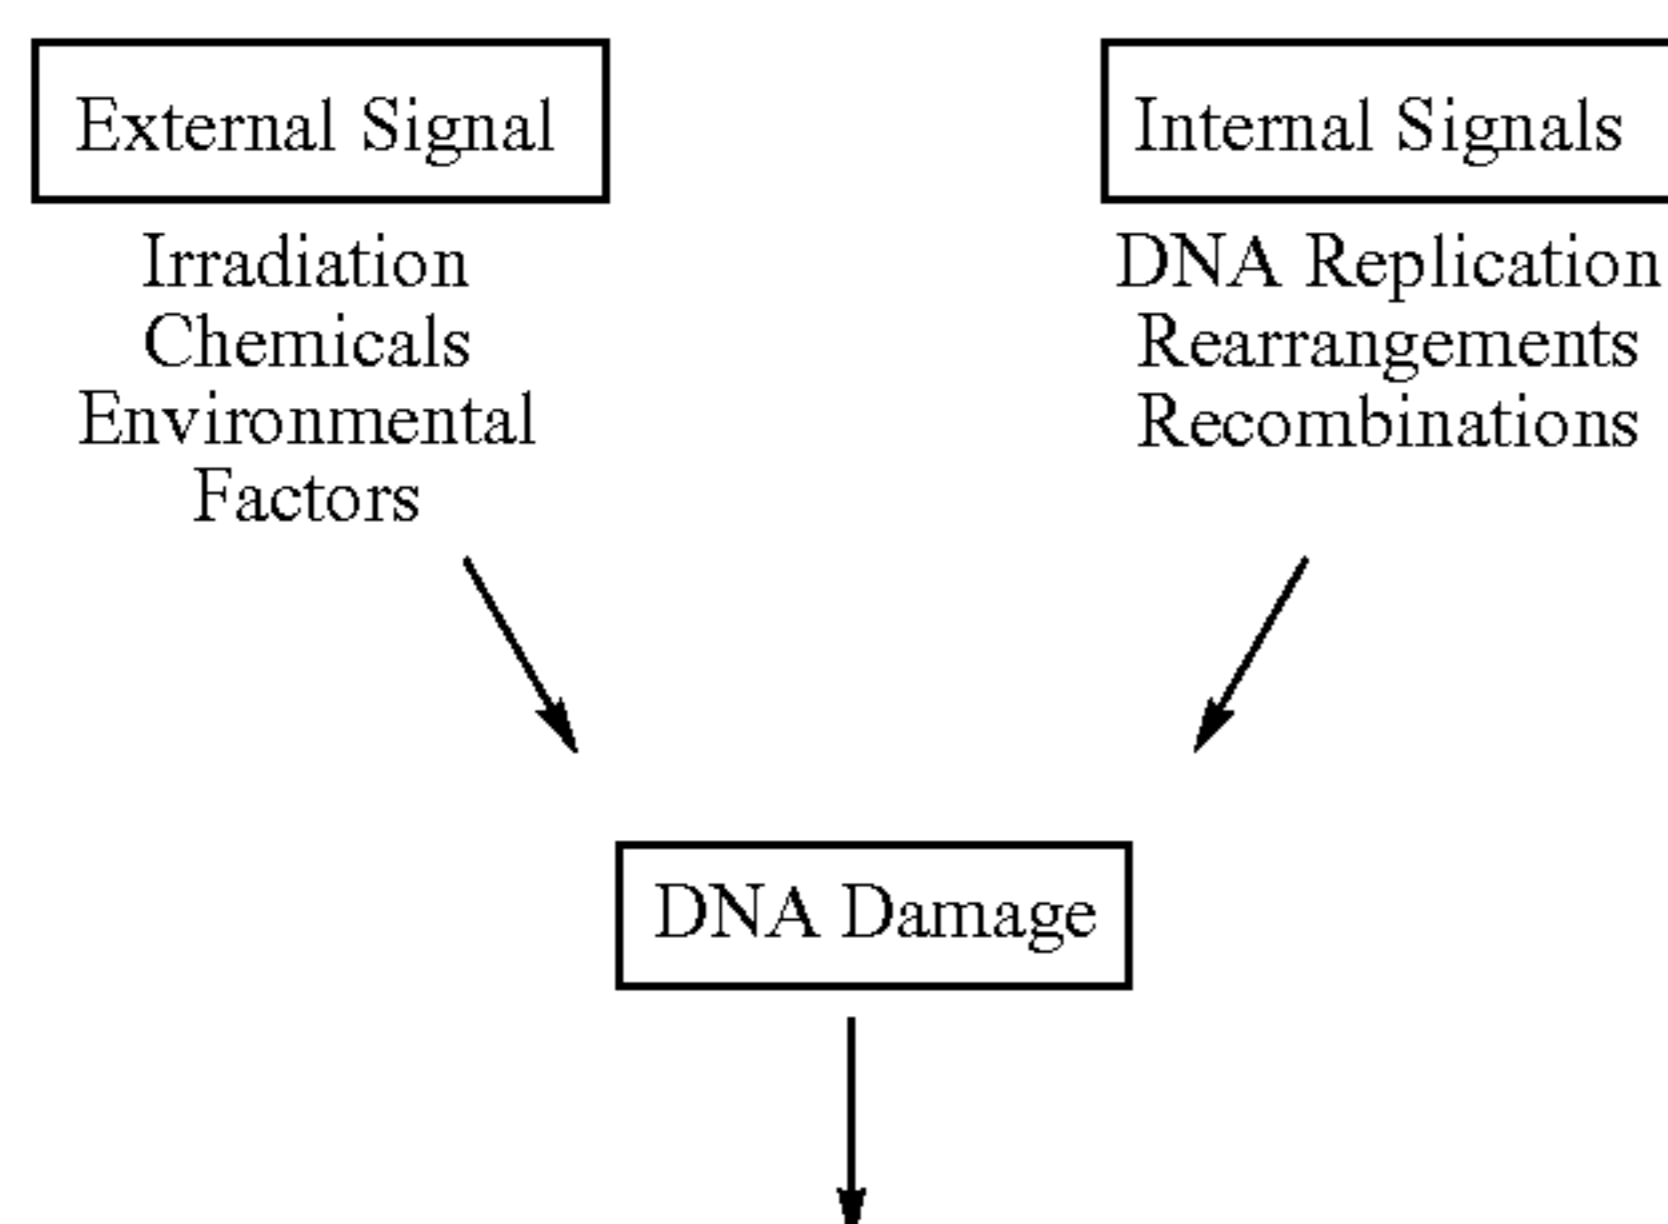 External Signal
Irradiation
Chemicals
Environmental
Factors
Internal Signals
DNA Replication
Rearrangements
Recombinations
DNA Damage